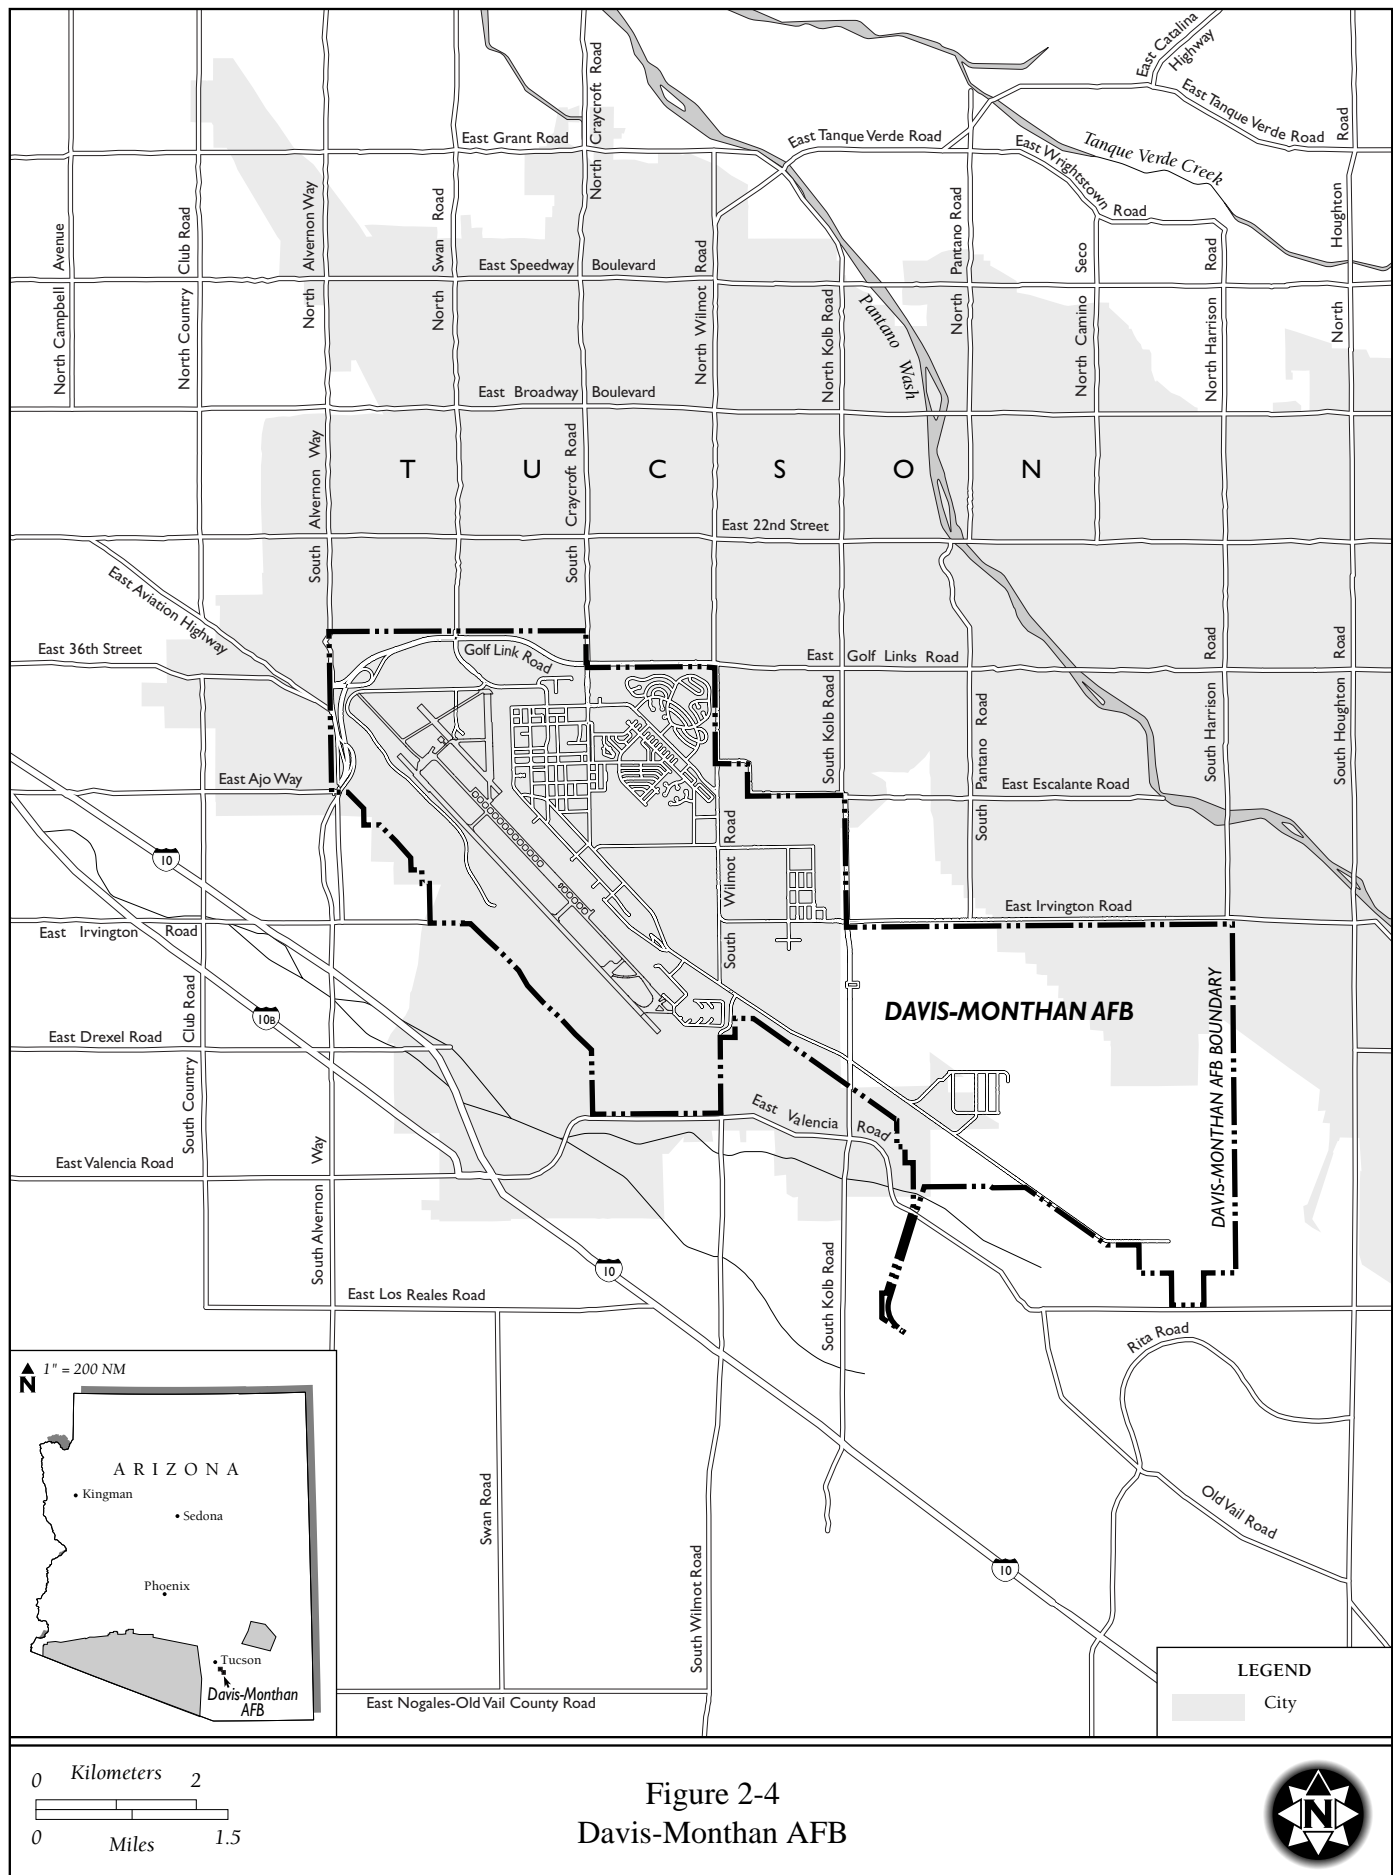 East Catalina
Highway
East Tanque Verde Road
North Craycroft Road
East Grant Road
East Tanque Verde Road
Tanque Verde Creek
East Wrightstown Road
North Houghton Road
North Campbell Avenue
North Country Club Road
North Alvernon Way
North Swan Road
East Speedway Boulevard
North Wilmot Road
North Kolb Road
Pantano Wash
North Pantano Road
North Camino Seco
North Harrison Road
East Broadway Boulevard
South Alvernon Way
South Craycroft Road
T U C S O N
East 22nd Street
East Aviation Highway
East 36th Street
Golf Link Road
East Golf Links Road
South Kolb Road
South Pantano Road
South Harrison Road
South Houghton Road
East Ajo Way
East Escalante Road
South Wilmot Road
10
East Irvington Road
East Irvington Road
DAVIS-MONTHAN AFB
DAVIS-MONTHAN AFB BOUNDARY
10B
East Drexel Road
South Country Club Road
East Valencia Road
East Valencia Road
South Alvernon Way
10
East Los Reales Road
South Kolb Road
Rita Road
Swan Road
South Wilmot Road
Old Vail Road
10
East Nogales-Old Vail County Road
N
1" = 200 NM
ARIZONA
Kingman
Sedona
Phoenix
Tucson
Davis-Monthan
AFB
LEGEND
City
0 Kilometers 2
0 Miles 1.5
Figure 2-4
Davis-Monthan AFB
N